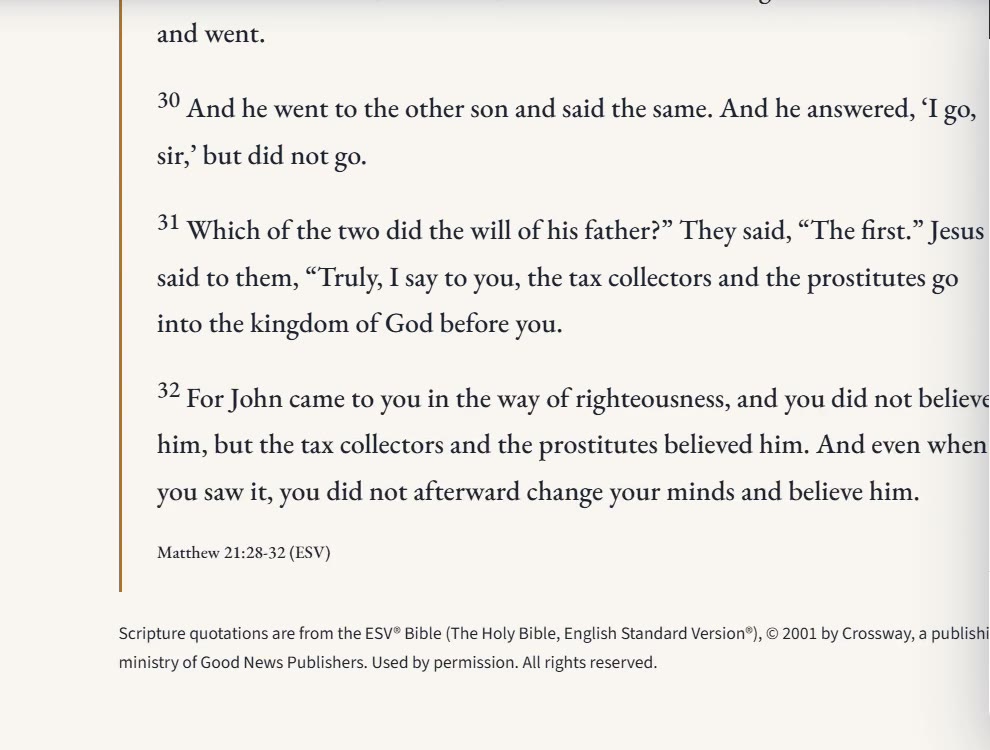 and went.
30 And he went to the other son and said the same. And he answered, ‘I go,
sir,’ but did not go.
31 Which of the two did the will of his father?” They said, “The first.” Jesus
said to them, “Truly, I say to you, the tax collectors and the prostitutes go
into the kingdom of God before you.
32 For John came to you in the way of righteousness, and you did not believe
him, but the tax collectors and the prostitutes believed him. And even when
you saw it, you did not afterward change your minds and believe him.
Matthew 21:28-32 (ESV)
Scripture quotations are from the ESV® Bible (The Holy Bible, English Standard Version®), © 2001 by Crossway, a publishi
ministry of Good News Publishers. Used by permission. All rights reserved.